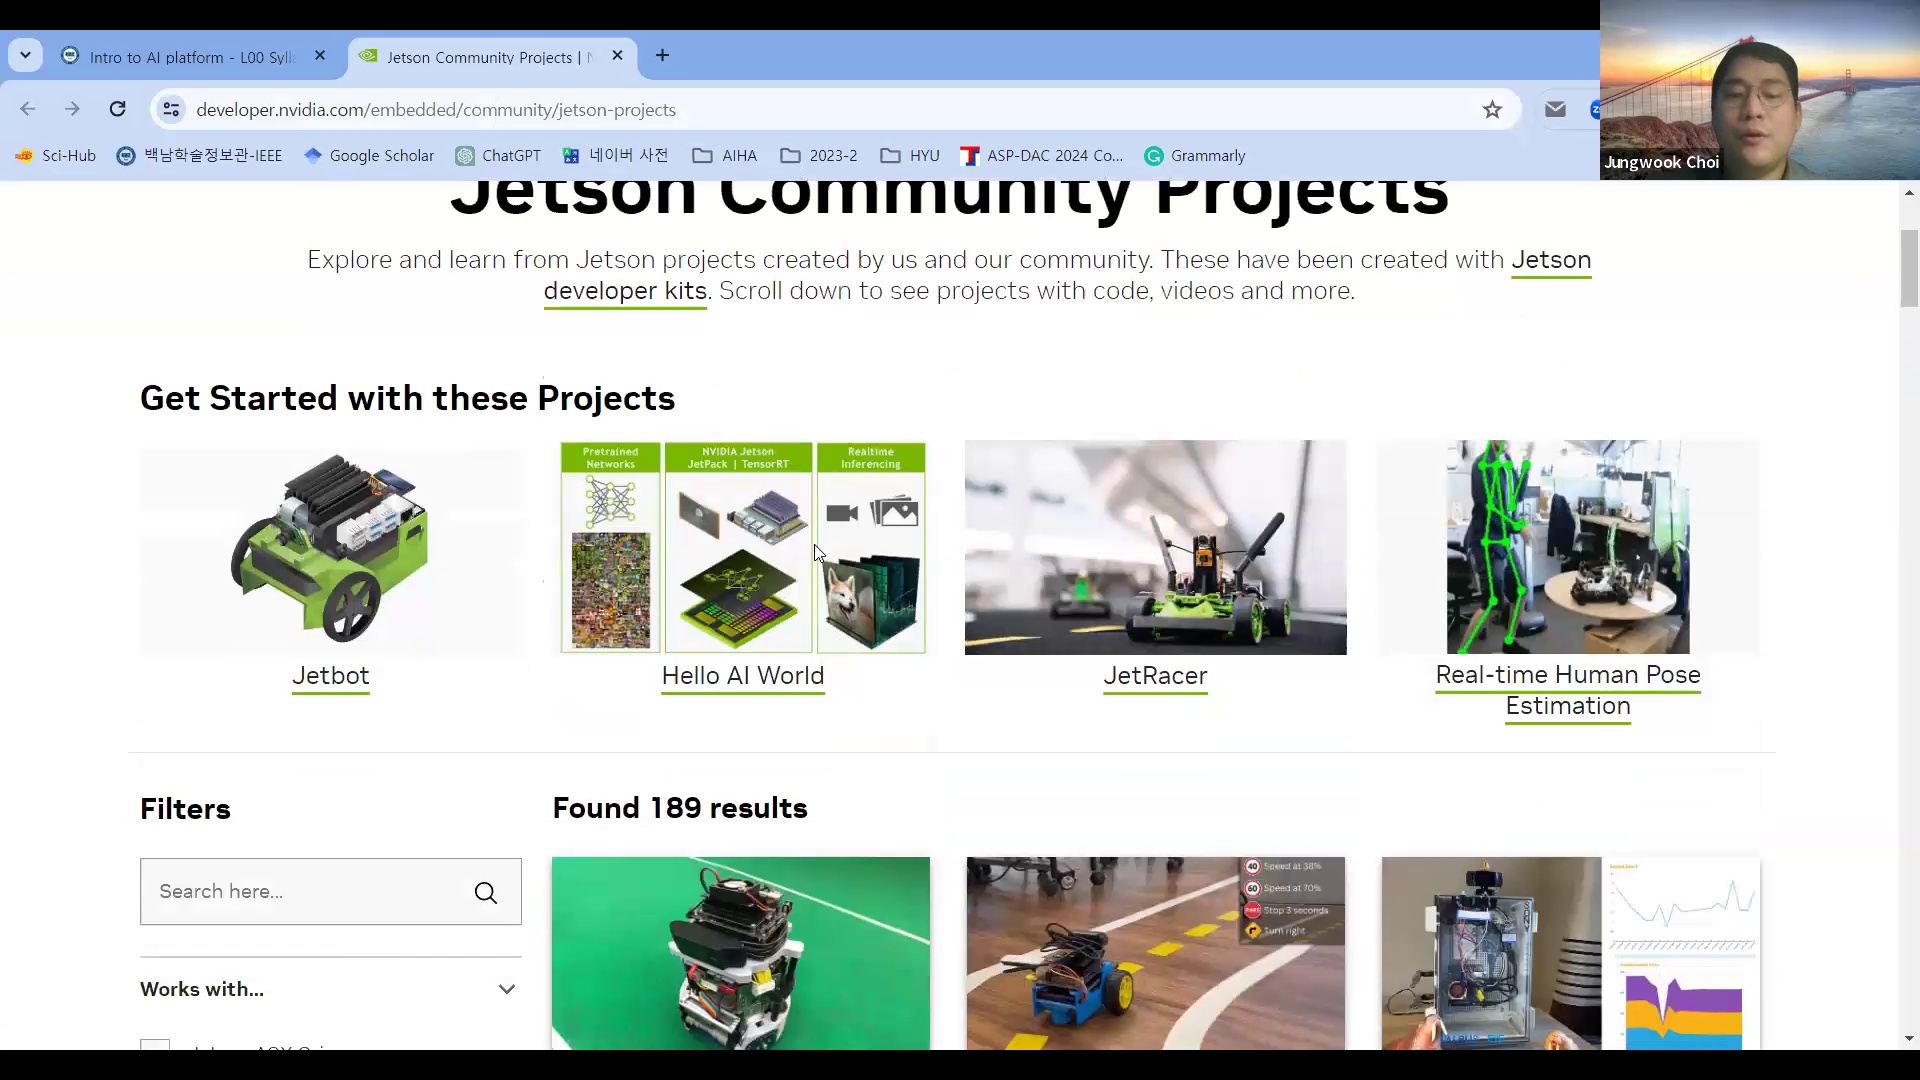 Intro to AI platform - L00 Syll
Jetson Community Projects | N
developer.nvidia.com/embedded/community/jetson-projects
Sci-Hub
백남학술정보관-IEEE
Google Scholar
ChatGPT
네이버 사전
AIHA
2023-2
HYU
ASP-DAC 2024 Co...
Grammarly
Jungwook Choi
Jetson Community Projects
Explore and learn from Jetson projects created by us and our community. These have been created with Jetson
developer kits. Scroll down to see projects with code, videos and more.
Get Started with these Projects
Pretrained
Networks
NVIDIA Jetson
JetPack | TensorRT
Realtime
Inferencing
Jetbot
Hello AI World
JetRacer
Real-time Human Pose
Estimation
Filters
Found 189 results
Search here...
Works with...
40 Speed at 38%
60 Speed at 70%
Stop 3 seconds
Turn right